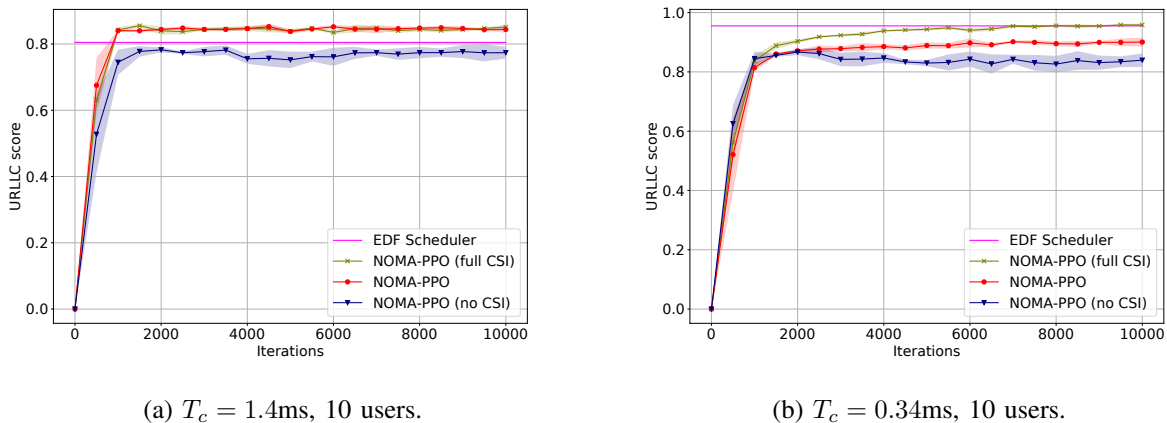 0.8
0.6
0.4
0.2
0.0
URLLC score
EDF Scheduler
NOMA-PPO (full CSI)
NOMA-PPO
NOMA-PPO (no CSI)
0 2000 4000 6000 8000 10000
Iterations
(a) T_c = 1.4ms, 10 users.
1.0
0.8
0.6
0.4
0.2
0.0
URLLC score
EDF Scheduler
NOMA-PPO (full CSI)
NOMA-PPO
NOMA-PPO (no CSI)
0 2000 4000 6000 8000 10000
Iterations
(b) T_c = 0.34ms, 10 users.